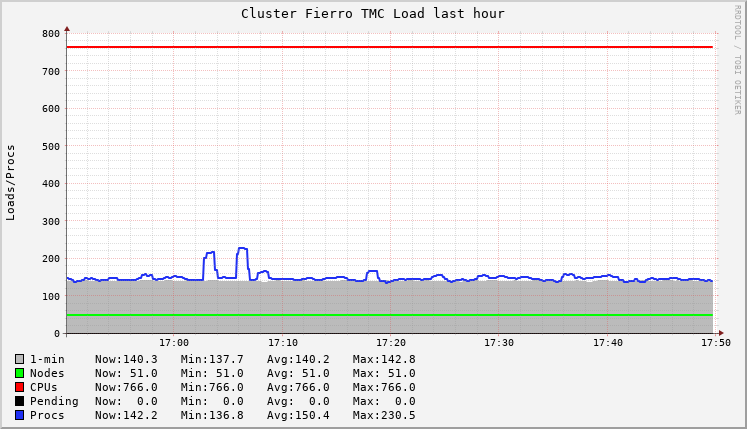 Cluster Fierro TMC Load last hour
RRDTOOL / TOBI OETIKER
Loads/Procs
800
700
600
500
400
300
200
100
0
17:00 17:10 17:20 17:30 17:40 17:50
1-min Now:140.3 Min:137.7 Avg:140.2 Max:142.8
Nodes Now: 51.0 Min: 51.0 Avg: 51.0 Max: 51.0
CPUs Now:766.0 Min:766.0 Avg:766.0 Max:766.0
Pending Now: 0.0 Min: 0.0 Avg: 0.0 Max: 0.0
Procs Now:142.2 Min:136.8 Avg:150.4 Max:230.5